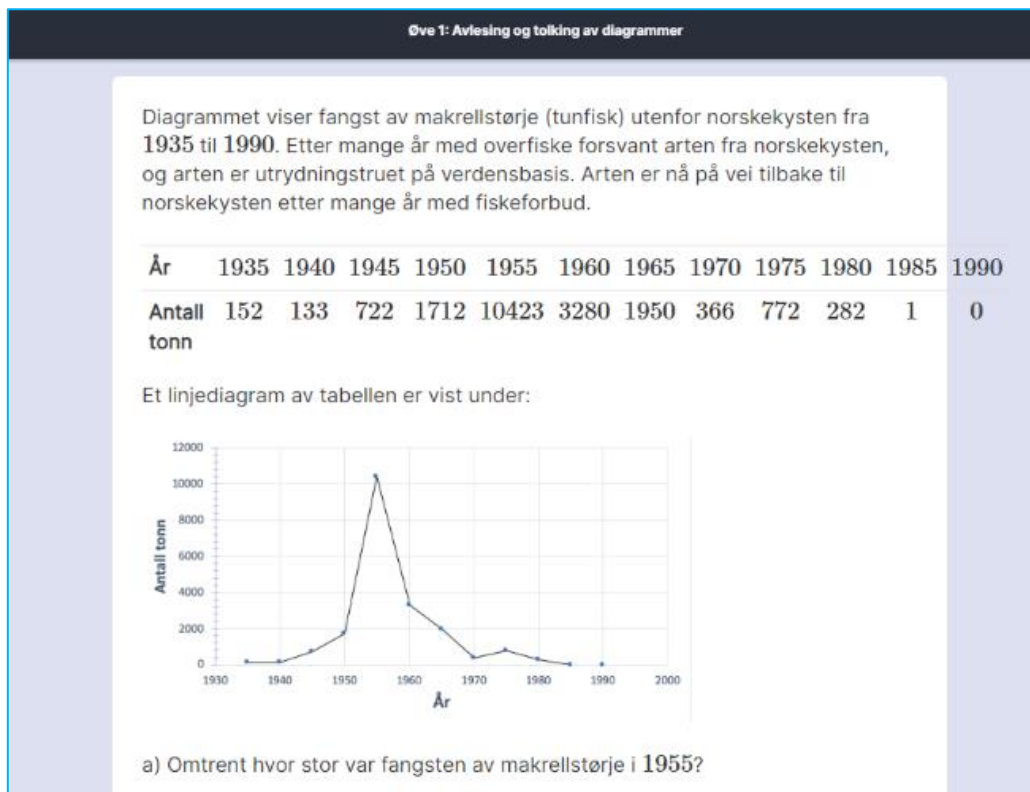 Øve 1: Avlesing og tolking av diagrammer
Diagrammet viser fangst av makrellstørje (tunfisk) utenfor norskekysten fra
1935 til 1990. Etter mange år med overfiske forsvant arten fra norskekysten,
og arten er utrydningstruet på verdensbasis. Arten er nå på vei tilbake til
norskekysten etter mange år med fiskeforbud.
År 1935 1940 1945 1950 1955 1960 1965 1970 1975 1980 1985 1990
Antall 152 133 722 1712 10423 3280 1950 366 772 282 1 0
tonn
Et linjediagram av tabellen er vist under:
12000
10000
8000
6000
4000
2000
0
Antall tonn
1930 1940 1950 1960 1970 1980 1990 2000
År
a) Omtrent hvor stor var fangsten av makrellstørje i 1955?